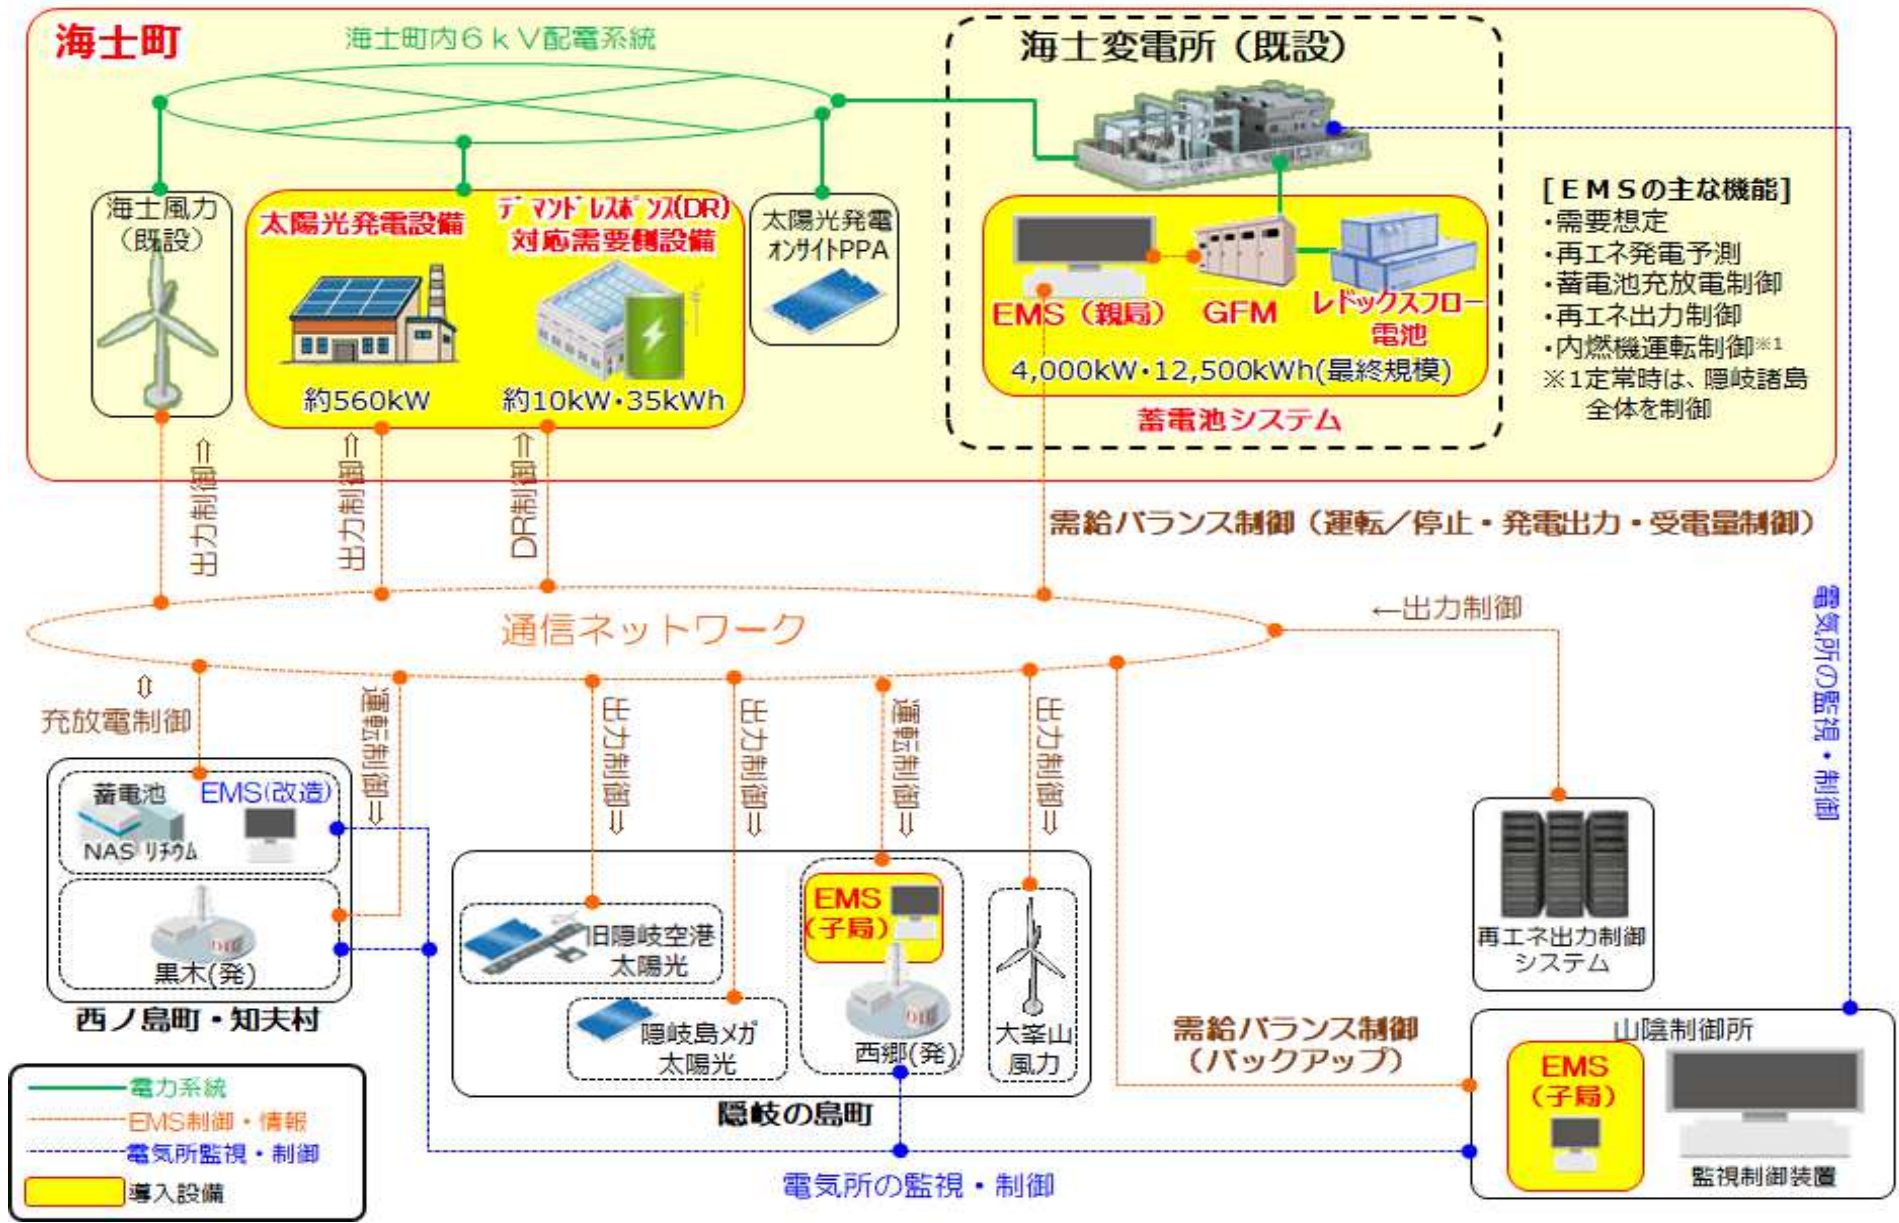 海士町
海士町内6kV配電系統
海士変電所（既設）
海士風力
（既設）
太陽光発電設備
約560kW
デマンドレスポンス(DR)
対応需要側設備
約10kW・35kWh
太陽光発電
オンサイトPPA
EMS（親局）
GFM
レドックスフロー
電池
4,000kW・12,500kWh(最終規模)
蓄電池システム
[EMSの主な機能]
・需要想定
・再エネ発電予測
・蓄電池充放電制御
・再エネ出力制御
・内燃機運転制御※1
※1定常時は、隠岐諸島
全体を制御
出力制御⇒
出力制御⇒
DR制御⇒
需給バランス制御（運転／停止・発電出力・受電量制御）
通信ネットワーク
←出力制御
電気所の監視・制御
⇔
充放電制御
運転制御⇒
出力制御⇒
出力制御⇒
運転制御⇒
出力制御⇒
蓄電池
EMS(改造)
NAS リチウム
黒木(発)
西ノ島町・知夫村
旧隠岐空港
太陽光
隠岐島メガ
太陽光
EMS
(子局)
西郷(発)
大峯山
風力
隠岐の島町
再エネ出力制御
システム
需給バランス制御
（バックアップ）
山陰制御所
EMS
（子局）
監視制御装置
電気所の監視・制御
電力系統
EMS制御・情報
電気所監視・制御
導入設備